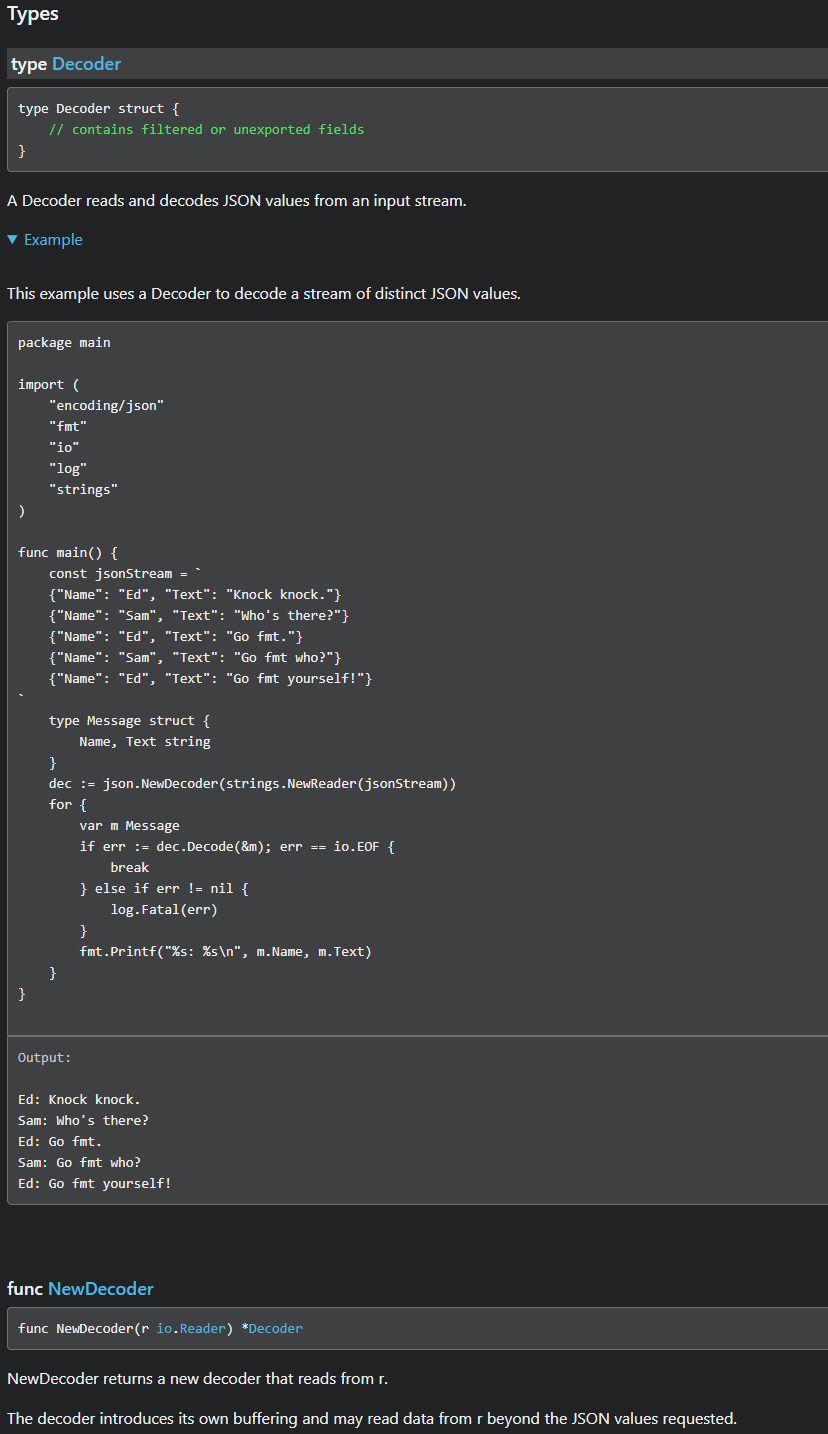 Types
type Decoder
type Decoder struct {
    // contains filtered or unexported fields
}
A Decoder reads and decodes JSON values from an input stream.
▼ Example
This example uses a Decoder to decode a stream of distinct JSON values.
package main

import (
    "encoding/json"
    "fmt"
    "io"
    "log"
    "strings"
)

func main() {
    const jsonStream = `
    {"Name": "Ed", "Text": "Knock knock."}
    {"Name": "Sam", "Text": "Who's there?"}
    {"Name": "Ed", "Text": "Go fmt."}
    {"Name": "Sam", "Text": "Go fmt who?"}
    {"Name": "Ed", "Text": "Go fmt yourself!"}
`
    type Message struct {
        Name, Text string
    }
    dec := json.NewDecoder(strings.NewReader(jsonStream))
    for {
        var m Message
        if err := dec.Decode(&m); err == io.EOF {
            break
        } else if err != nil {
            log.Fatal(err)
        }
        fmt.Printf("%s: %s\n", m.Name, m.Text)
    }
}
Output:

Ed: Knock knock.
Sam: Who's there?
Ed: Go fmt.
Sam: Go fmt who?
Ed: Go fmt yourself!
func NewDecoder
func NewDecoder(r io.Reader) *Decoder
NewDecoder returns a new decoder that reads from r.
The decoder introduces its own buffering and may read data from r beyond the JSON values requested.